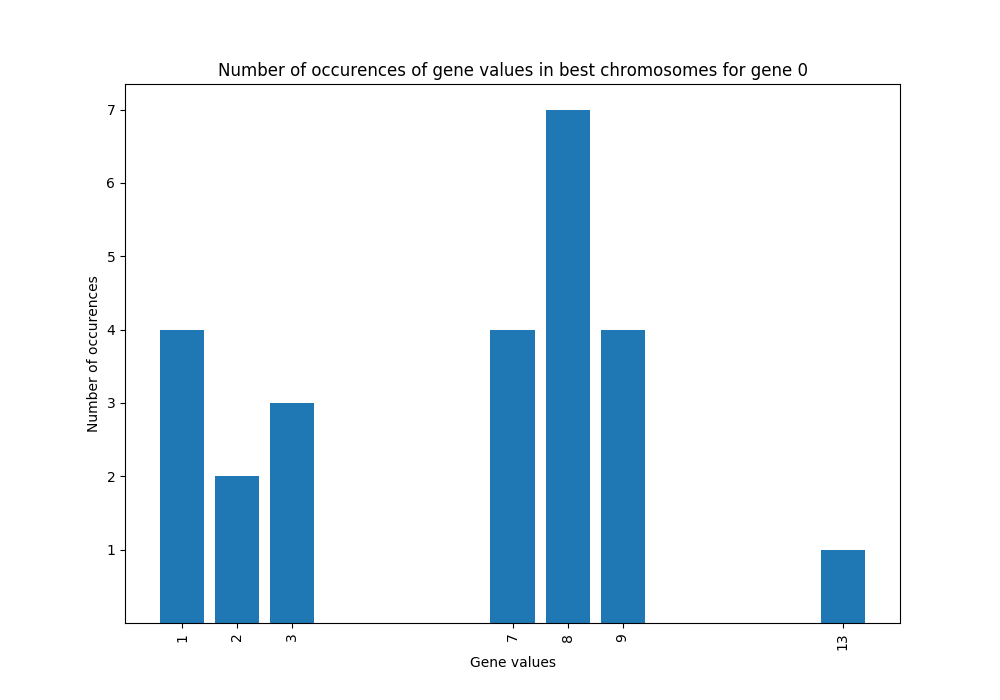 Number of occurences of gene values in best chromosomes for gene 0
7
6
5
4
3
2
1
Number of occurences
1 2 3 7 8 9 13
Gene values